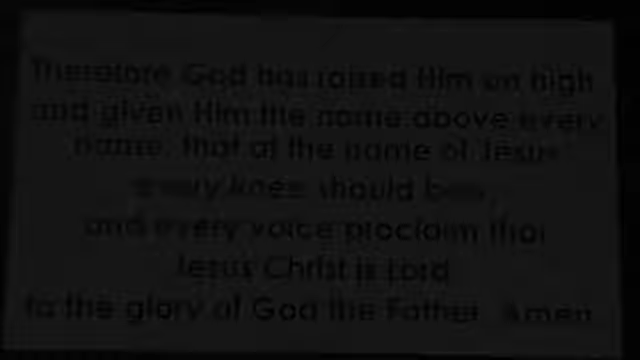 Therefore God has raised Him on high
and given Him the name above every
name, that at the name of Jesus
every knee should bow,
and every voice proclaim that
Jesus Christ is Lord
to the glory of God the Father. Amen.